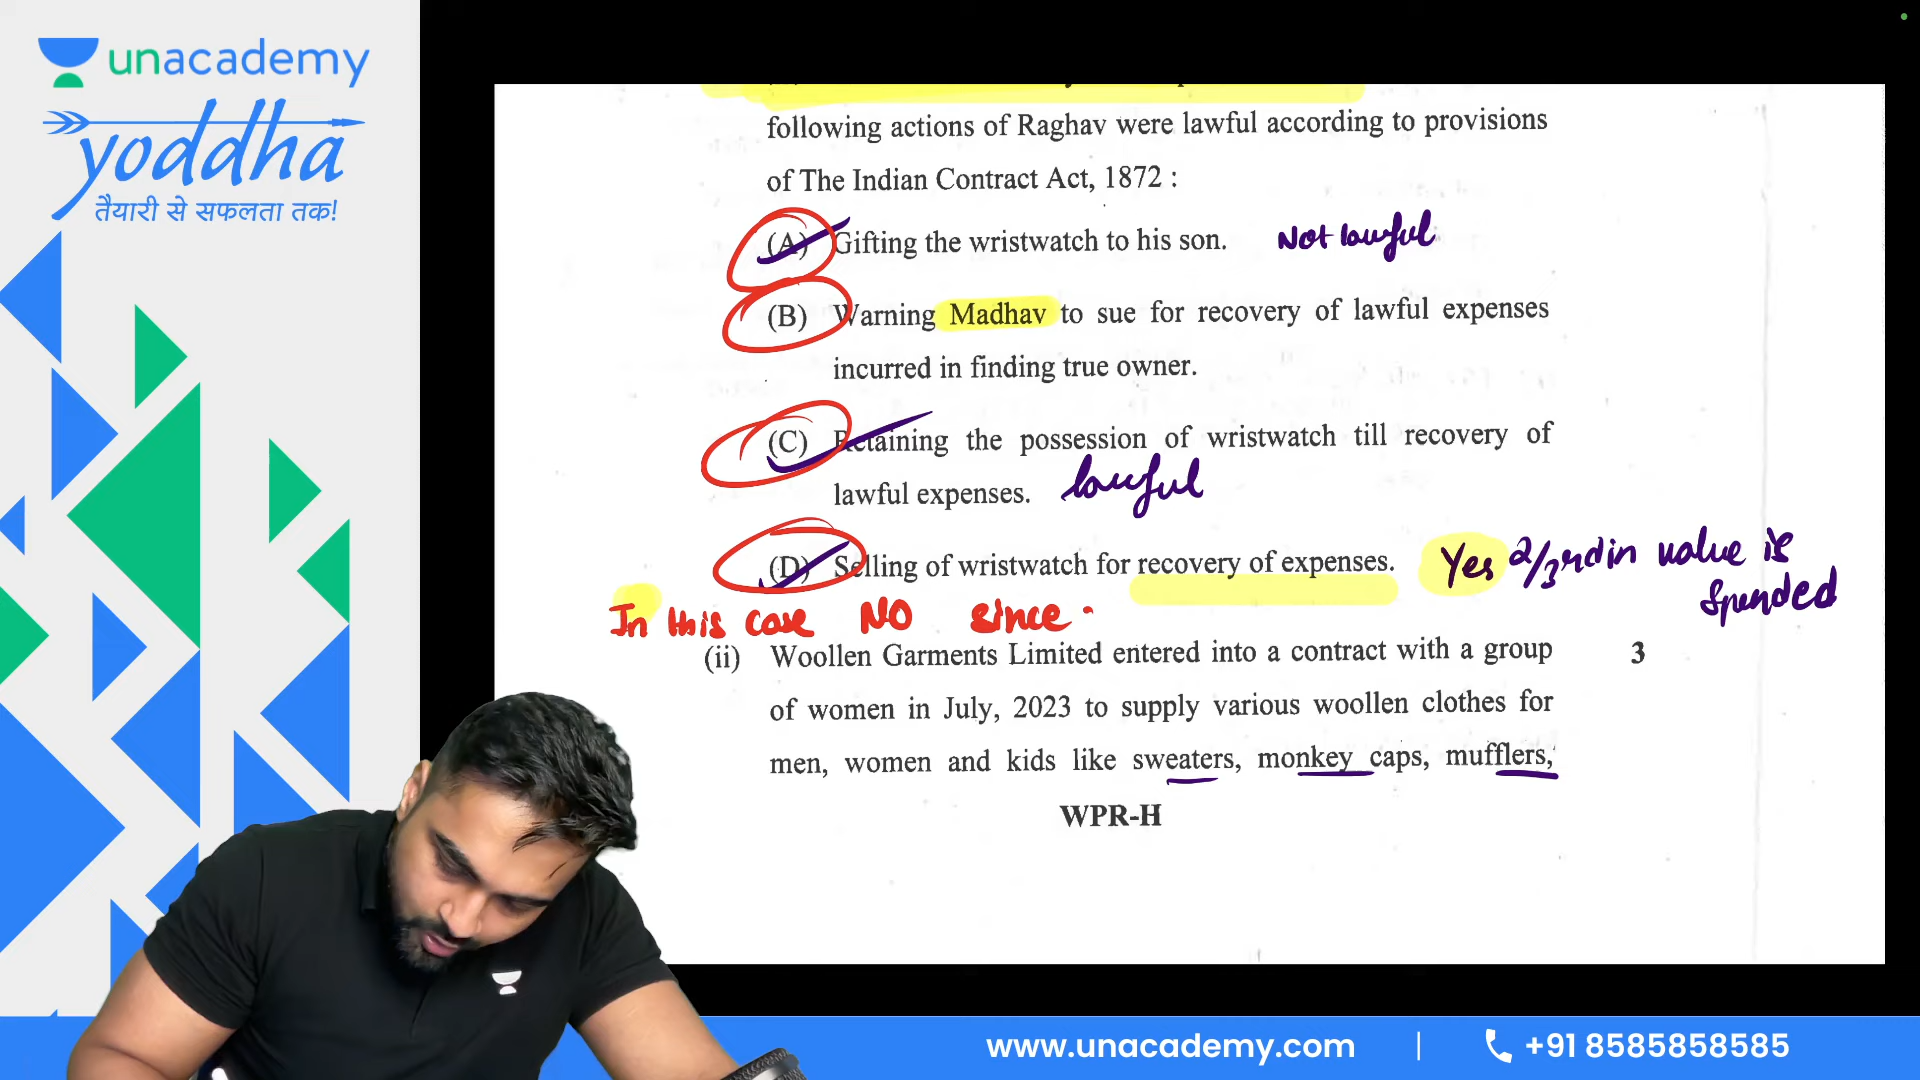 unacademy
yoddha
तैयारी से सफलता तक!
following actions of Raghav were lawful according to provisions
of The Indian Contract Act, 1872 :
(A) Gifting the wristwatch to his son. Not lawful
(B) Warning Madhav to sue for recovery of lawful expenses
incurred in finding true owner.
(C) Retaining the possession of wristwatch till recovery of
lawful expenses. lawful
(D) Selling of wristwatch for recovery of expenses. Yes 2/3rd in value is
spended
In this case NO since
(ii) Woollen Garments Limited entered into a contract with a group 3
of women in July, 2023 to supply various woollen clothes for
men, women and kids like sweaters, monkey caps, mufflers,
WPR-H
www.unacademy.com | +91 8585858585